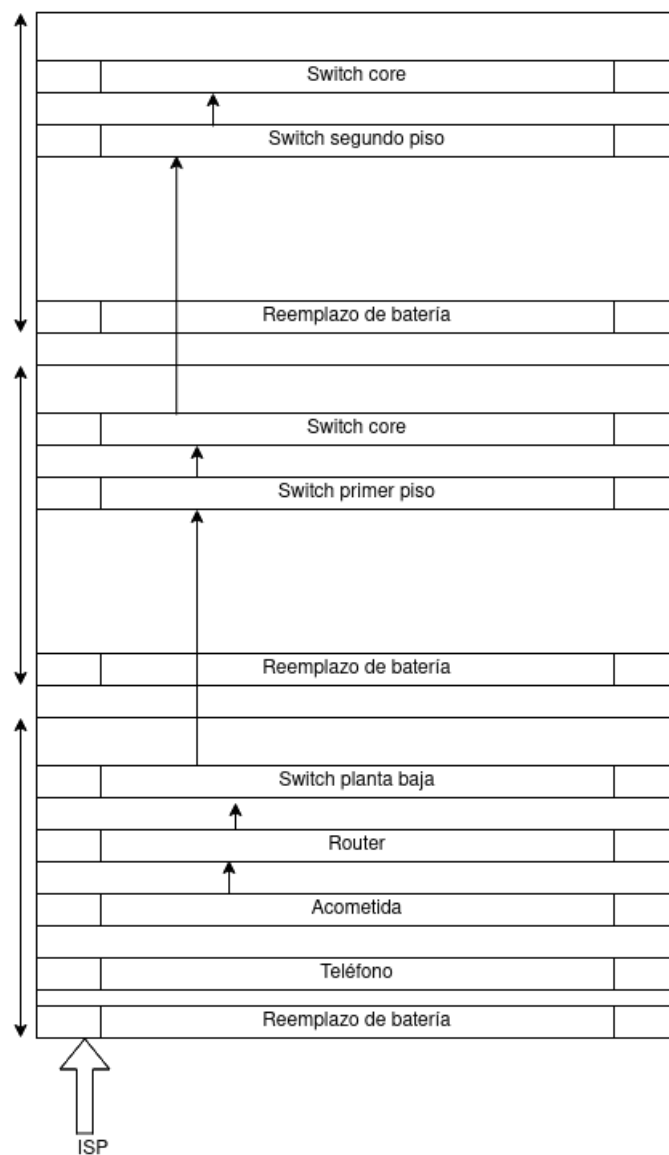 Switch core
Switch segundo piso
Reemplazo de batería
Switch core
Switch primer piso
Reemplazo de batería
Switch planta baja
Router
Acometida
Teléfono
Reemplazo de batería
ISP